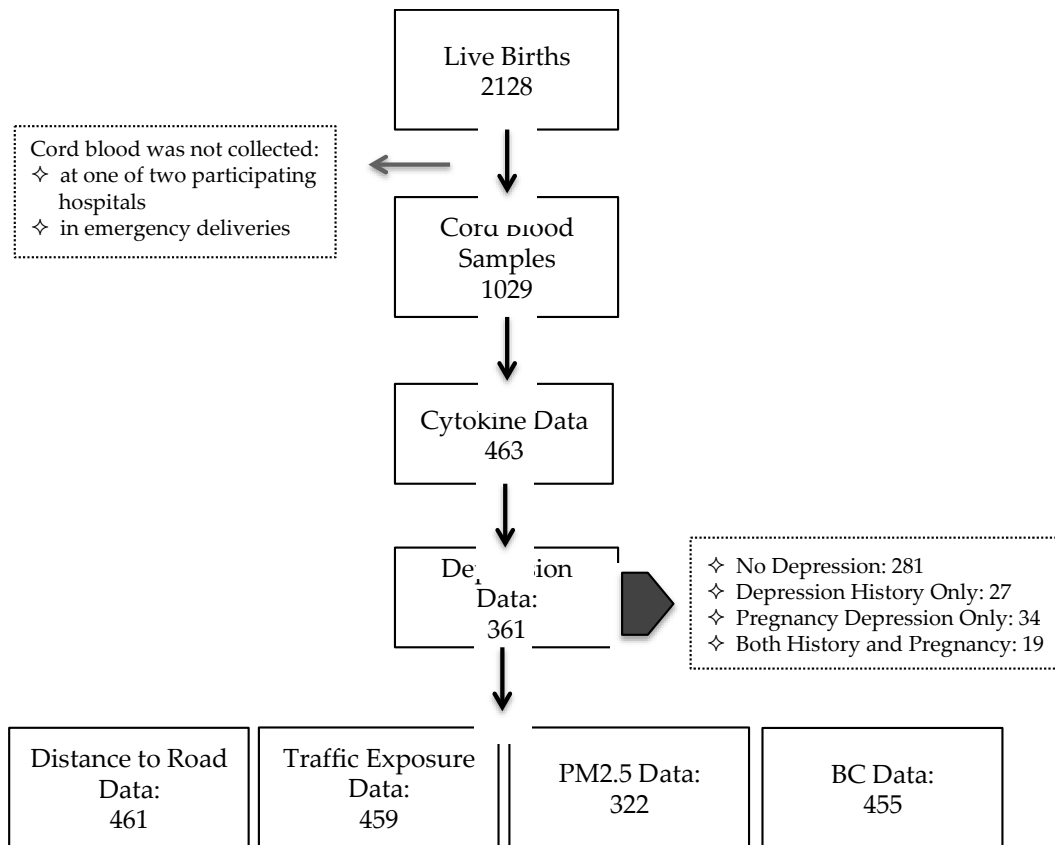 Live Births
2128
Cord blood was not collected:
✧ at one of two participating
hospitals
✧ in emergency deliveries
Cord Blood
Samples
1029
Cytokine Data
463
Data:
361
✧ No Depression: 281
✧ Depression History Only: 27
✧ Pregnancy Depression Only: 34
✧ Both History and Pregnancy: 19
Distance to Road
Data:
461
Traffic Exposure
Data:
459
PM2.5 Data:
322
BC Data:
455